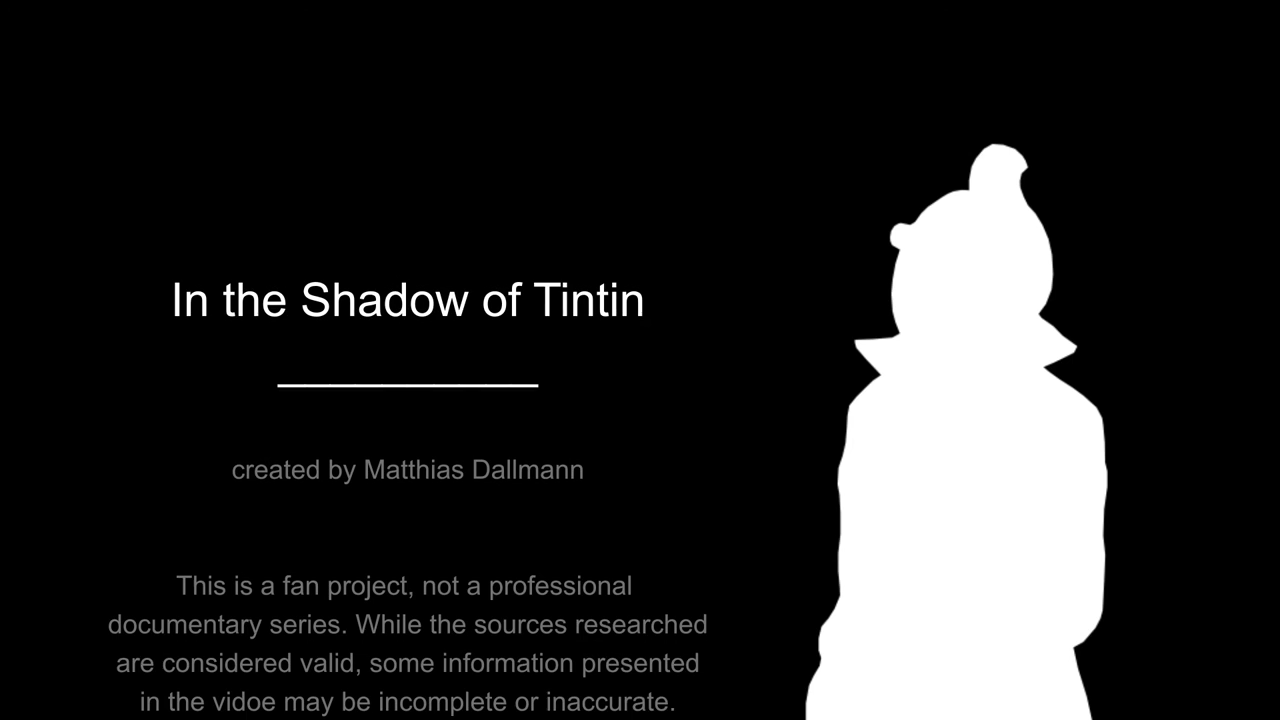 In the Shadow of Tintin
created by Matthias Dallmann
This is a fan project, not a professional
documentary series. While the sources researched
are considered valid, some information presented
in the vidoe may be incomplete or inaccurate.